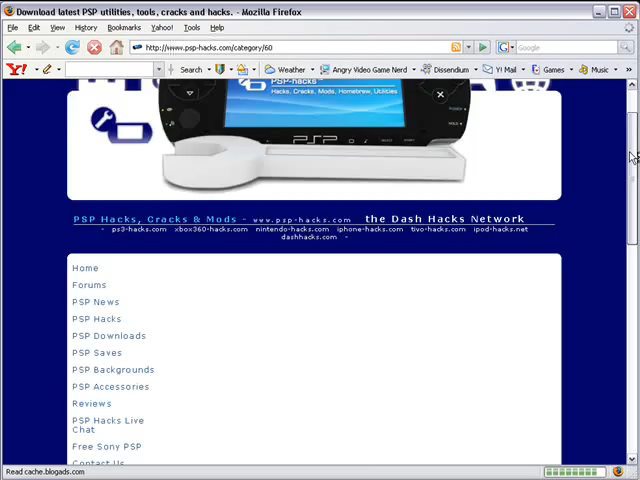 Download latest PSP utilities, tools, cracks and hacks. - Mozilla Firefox
File Edit View History Bookmarks Yahoo! Tools Help
http://www.psp-hacks.com/category/60
Google
Y! Search Weather Angry Video Game Nerd Dissendium Y! Mail Games Music
PSP-hacks
Hacks, Cracks, Mods, Homebrew, Utilities
POWER
HOLD
PSP SELECT START
PSP Hacks, Cracks & Mods - www.psp-hacks.com the Dash Hacks Network
- ps3-hacks.com xbox360-hacks.com nintendo-hacks.com iphone-hacks.com tivo-hacks.com ipod-hacks.net
dashhacks.com -
Home
Forums
PSP News
PSP Hacks
PSP Downloads
PSP Saves
PSP Backgrounds
PSP Accessories
Reviews
PSP Hacks Live
Chat
Free Sony PSP
Contact Us
Read cache.blogads.com